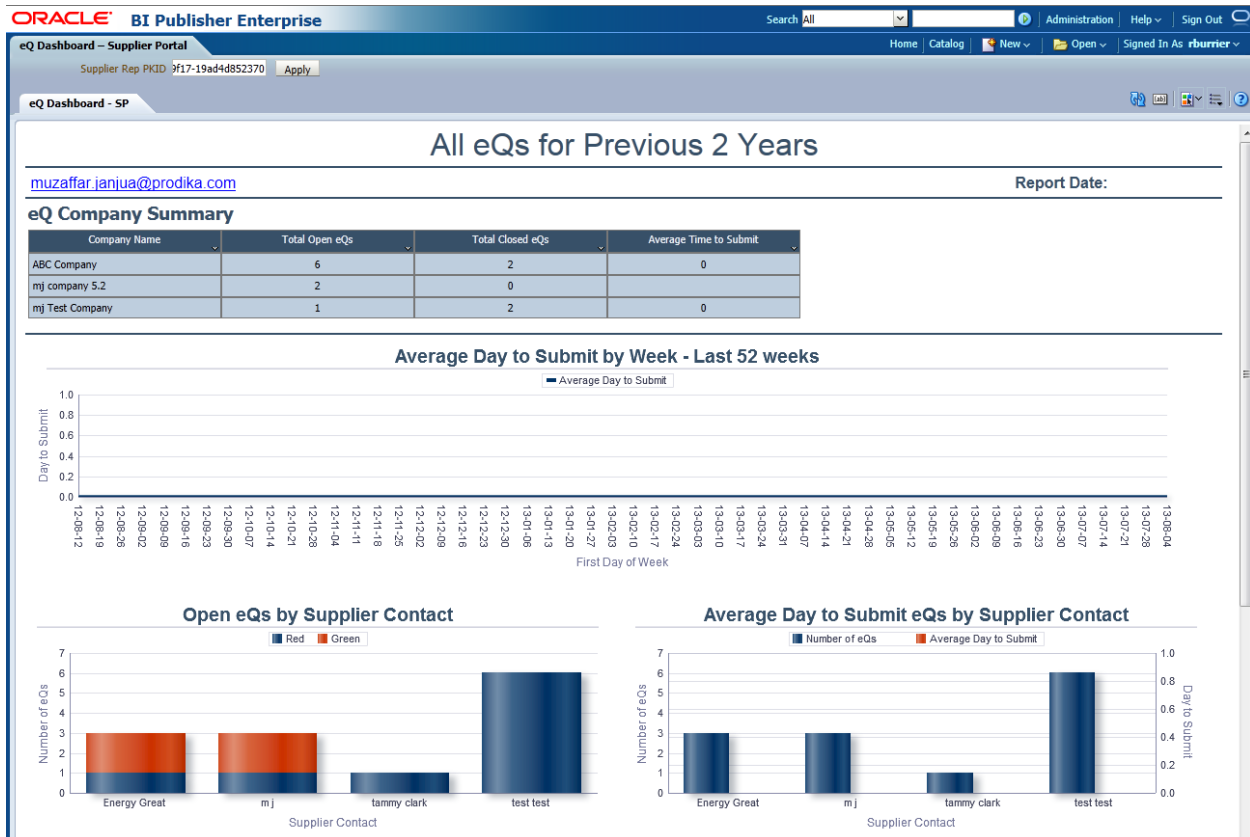 ORACLE BI Publisher Enterprise Search All Administration Help Sign Out
eQ Dashboard – Supplier Portal Home Catalog New Open Signed In As rburrier
Supplier Rep PKID 9f17-19ad4d852370 Apply
eQ Dashboard - SP
All eQs for Previous 2 Years
muzaffar.janjua@prodika.com Report Date:
eQ Company Summary
Company Name Total Open eQs Total Closed eQs Average Time to Submit
ABC Company 6 2 0
mj company 5.2 2 0
mj Test Company 1 2 0
Average Day to Submit by Week - Last 52 weeks
Average Day to Submit
Day to Submit
1.0
0.8
0.6
0.4
0.2
0.0
12-08-12 12-08-19 12-08-26 12-09-02 12-09-09 12-09-16 12-09-23 12-09-30 12-10-07 12-10-14 12-10-21 12-10-28 12-11-04 12-11-11 12-11-18 12-11-25 12-12-02 12-12-09 12-12-16 12-12-23 12-12-30 13-01-06 13-01-13 13-01-20 13-01-27 13-02-03 13-02-10 13-02-17 13-02-24 13-03-03 13-03-10 13-03-17 13-03-24 13-03-31 13-04-07 13-04-14 13-04-21 13-04-28 13-05-05 13-05-12 13-05-19 13-05-26 13-06-02 13-06-09 13-06-16 13-06-23 13-06-30 13-07-07 13-07-14 13-07-21 13-07-28 13-08-04
First Day of Week
Open eQs by Supplier Contact
Red Green
Number of eQs
7
6
5
4
3
2
1
0
Energy Great m j tammy clark test test
Supplier Contact
Average Day to Submit eQs by Supplier Contact
Number of eQs Average Day to Submit
Number of eQs
7
6
5
4
3
2
1
0
1.0
0.8
0.6
0.4
0.2
0.0
Day to Submit
Energy Great m j tammy clark test test
Supplier Contact